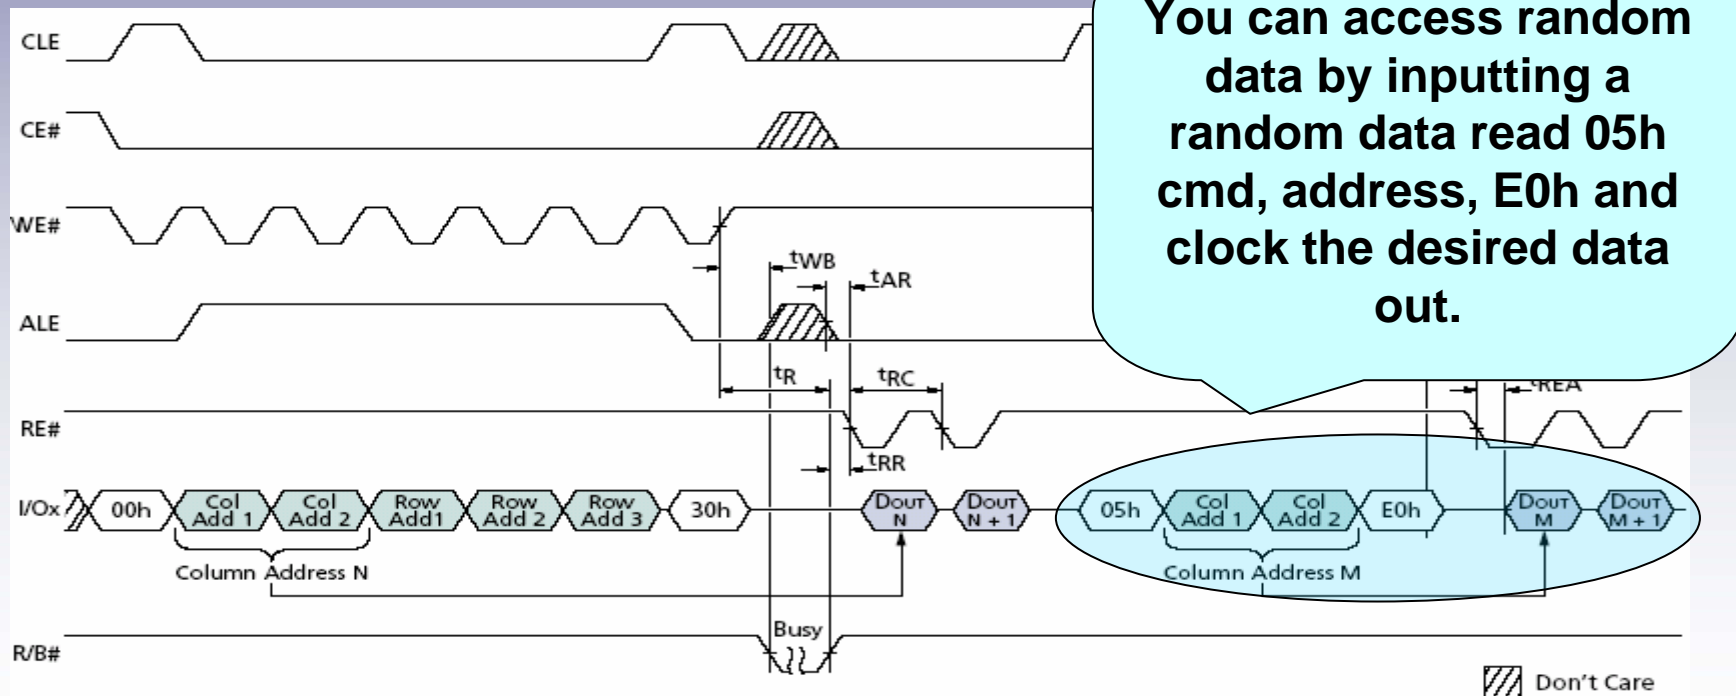 You can access random
data by inputting a
random data read 05h
cmd, address, E0h and
clock the desired data
out.
CLE
CE#
WE#
tWB
tAR
ALE
tR
tRC
tREA
RE#
tRR
I/Ox
00h
Col Add 1
Col Add 2
Row Add1
Row Add 2
Row Add 3
30h
DOUT N
DOUT N + 1
05h
Col Add 1
Col Add 2
E0h
DOUT M
DOUT M + 1
Column Address N
Column Address M
Busy
R/B#
Don't Care